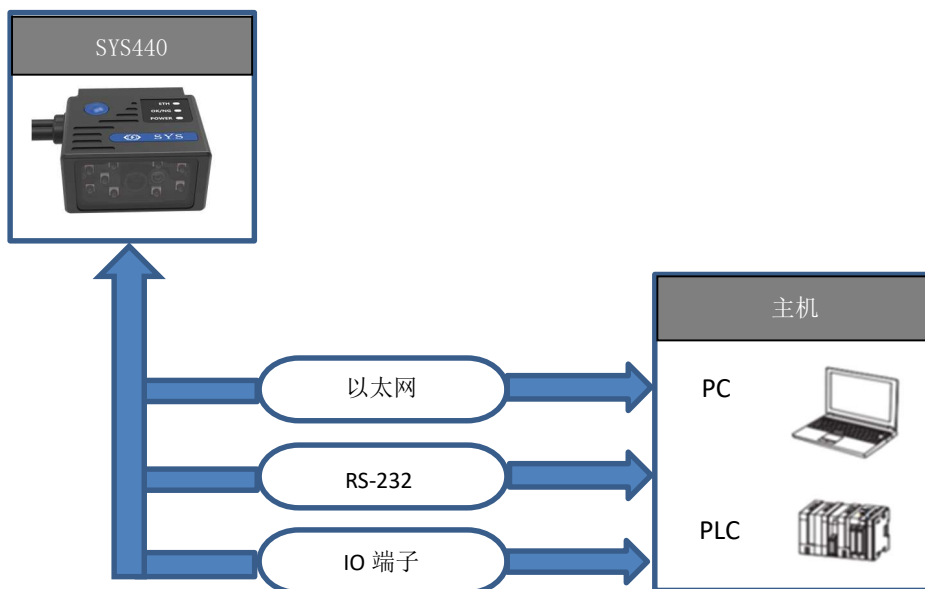 SYS440
ETH
OK/NG
POWER
SYS
主机
以太网
PC
RS-232
PLC
IO 端子